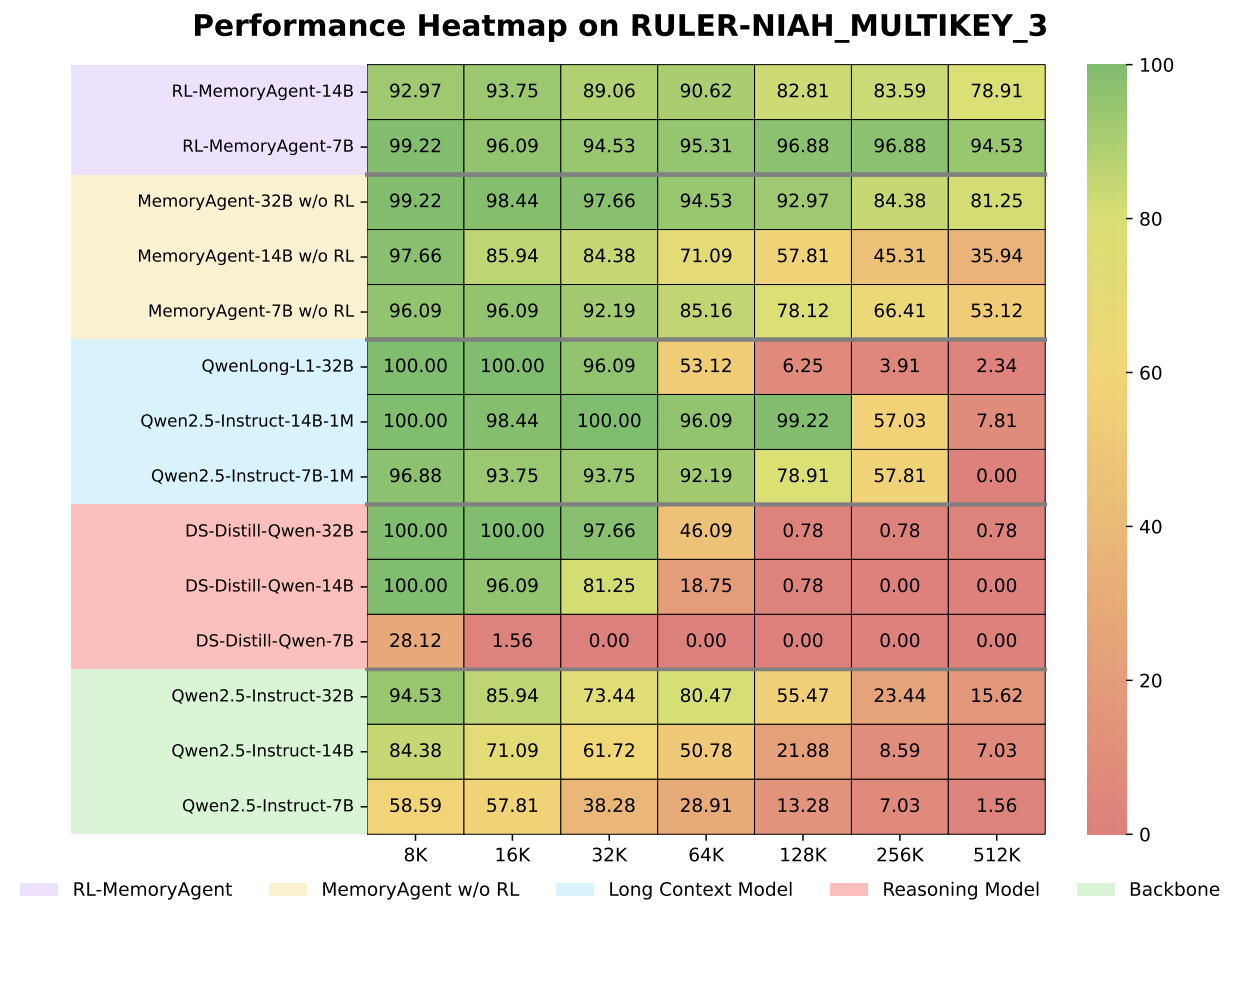 Performance Heatmap on RULER-NIAH_MULTIKEY_3
RL-MemoryAgent-14B 92.97 93.75 89.06 90.62 82.81 83.59 78.91
RL-MemoryAgent-7B 99.22 96.09 94.53 95.31 96.88 96.88 94.53
MemoryAgent-32B w/o RL 99.22 98.44 97.66 94.53 92.97 84.38 81.25
MemoryAgent-14B w/o RL 97.66 85.94 84.38 71.09 57.81 45.31 35.94
MemoryAgent-7B w/o RL 96.09 96.09 92.19 85.16 78.12 66.41 53.12
QwenLong-L1-32B 100.00 100.00 96.09 53.12 6.25 3.91 2.34
Qwen2.5-Instruct-14B-1M 100.00 98.44 100.00 96.09 99.22 57.03 7.81
Qwen2.5-Instruct-7B-1M 96.88 93.75 93.75 92.19 78.91 57.81 0.00
DS-Distill-Qwen-32B 100.00 100.00 97.66 46.09 0.78 0.78 0.78
DS-Distill-Qwen-14B 100.00 96.09 81.25 18.75 0.78 0.00 0.00
DS-Distill-Qwen-7B 28.12 1.56 0.00 0.00 0.00 0.00 0.00
Qwen2.5-Instruct-32B 94.53 85.94 73.44 80.47 55.47 23.44 15.62
Qwen2.5-Instruct-14B 84.38 71.09 61.72 50.78 21.88 8.59 7.03
Qwen2.5-Instruct-7B 58.59 57.81 38.28 28.91 13.28 7.03 1.56
8K 16K 32K 64K 128K 256K 512K
100
80
60
40
20
0
RL-MemoryAgent MemoryAgent w/o RL Long Context Model Reasoning Model Backbone